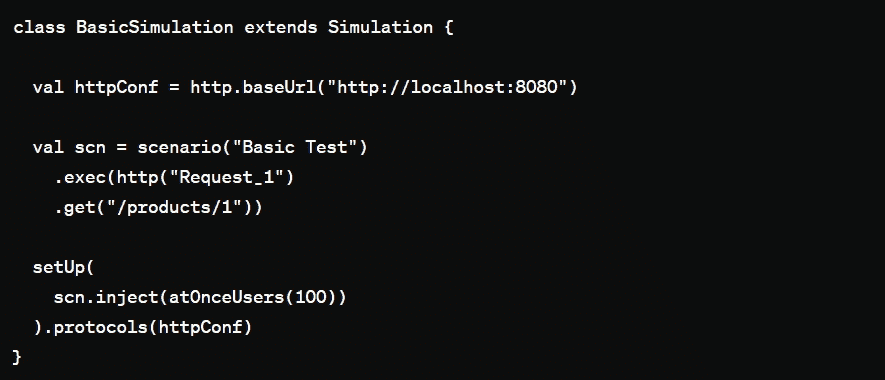 class BasicSimulation extends Simulation {
  val httpConf = http.baseUrl("http://localhost:8080")
  val scn = scenario("Basic Test")
    .exec(http("Request_1")
    .get("/products/1"))
  setUp(
    scn.inject(atOnceUsers(100))
  ).protocols(httpConf)
}